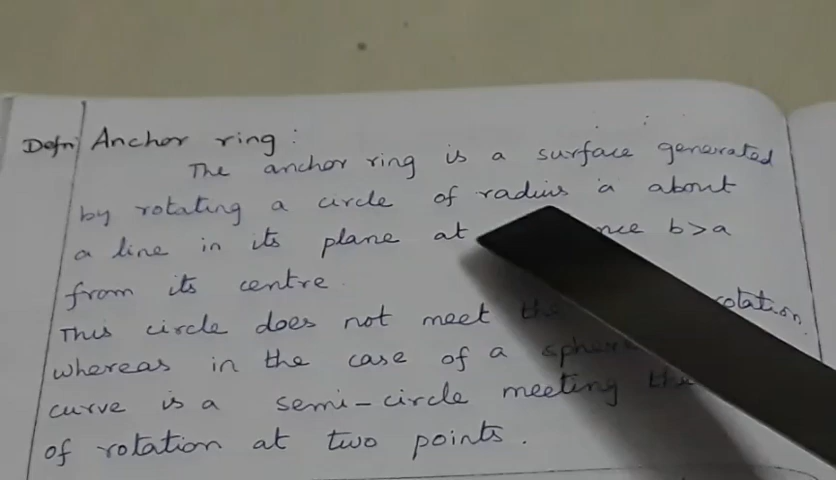 Defn Anchor ring :
The anchor ring is a surface generated
by rotating a circle of radius 'a' about
a line in its plane at b>a
from its centre.
This circle does not meet the rotation
whereas in the case of a
curve is a semi-circle meeting the
of rotation at two points.